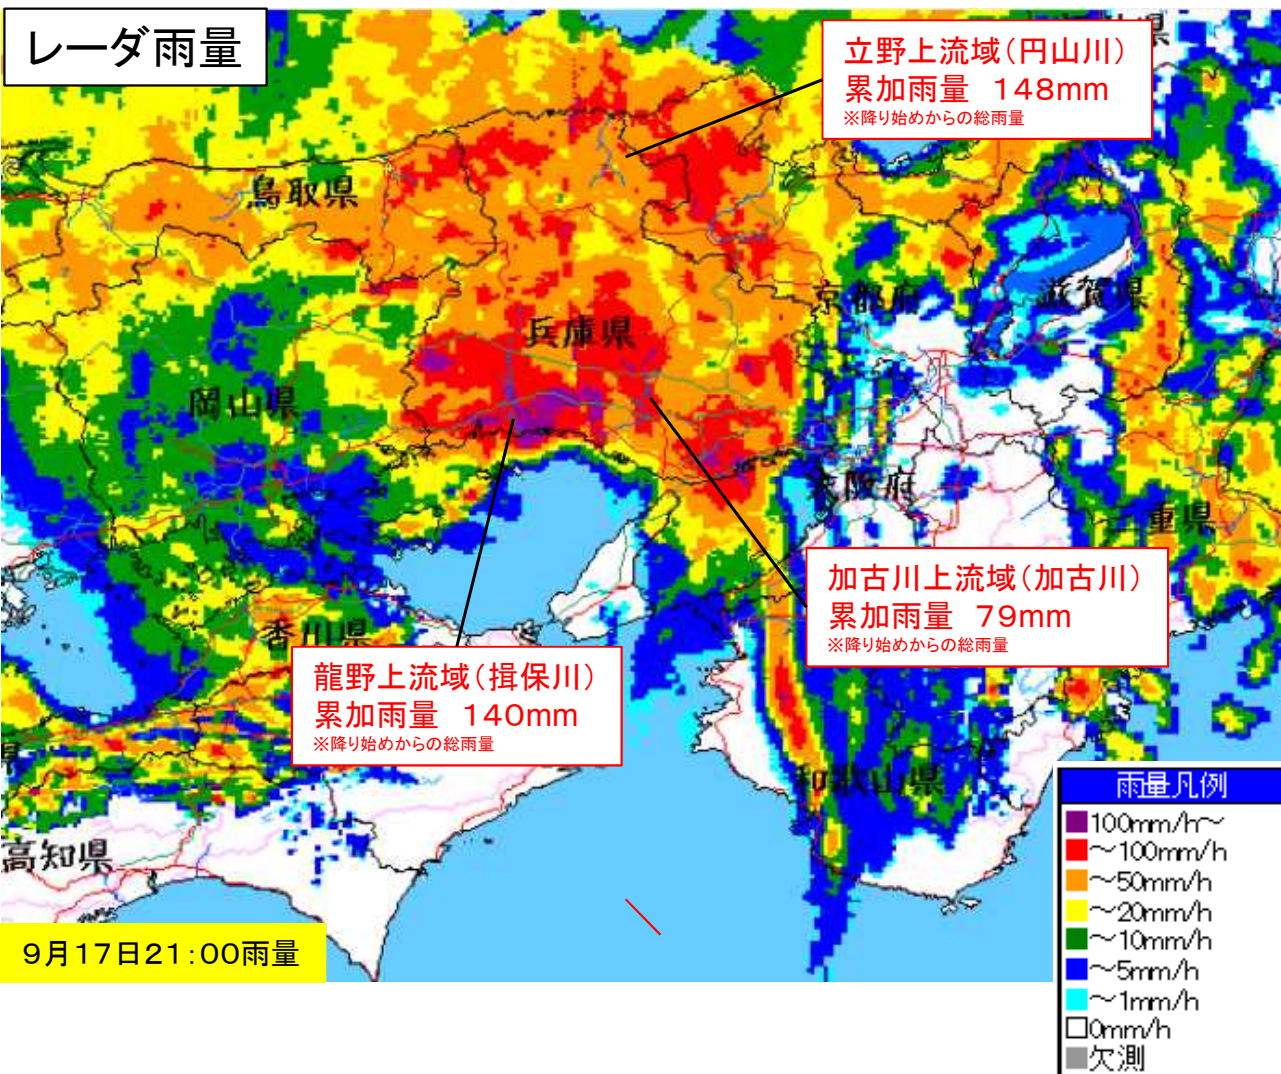 レーダ雨量
立野上流域(円山川)
累加雨量 148mm
※降り始めからの総雨量
県
鳥取県
京都府
滋賀県
兵庫県
岡山県
大阪府
三重県
加古川上流域(加古川)
累加雨量 79mm
※降り始めからの総雨量
香川県
龍野上流域(揖保川)
累加雨量 140mm
※降り始めからの総雨量
県
和歌山県
高知県
9月17日21:00雨量
雨量凡例
100mm/h～
～100mm/h
～50mm/h
～20mm/h
～10mm/h
～5mm/h
～1mm/h
0mm/h
欠測